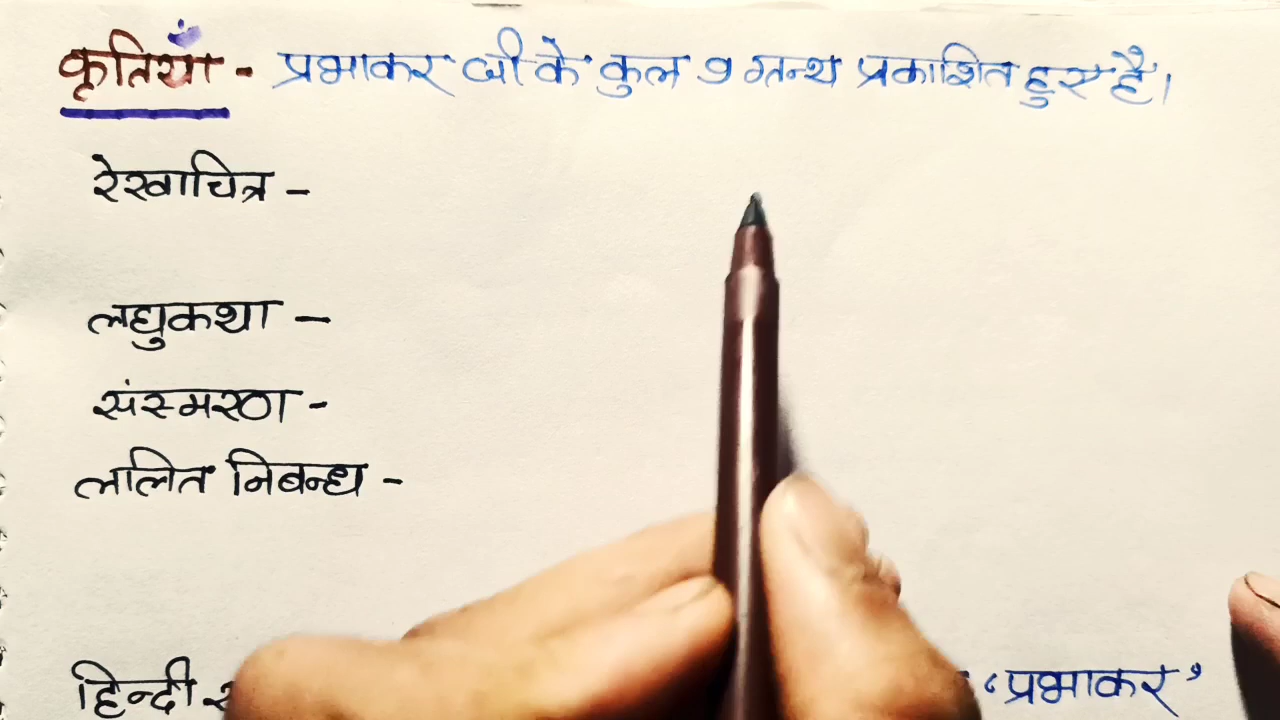 कृतियाँ - प्रभाकर जी के कुल 9 ग्रन्थ प्रकाशित हुए है।
रेखाचित्र -
लघुकथा -
संस्मरण -
ललित निबन्ध -
हिन्दी ‘प्रभाकर’